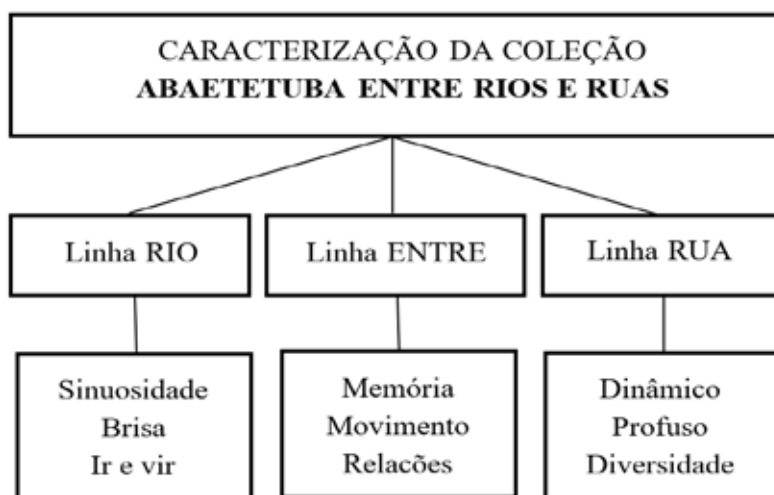 CARACTERIZAÇÃO DA COLEÇÃO
ABAETETUBA ENTRE RIOS E RUAS
Linha RIO
Linha ENTRE
Linha RUA
Sinuosidade
Brisa
Ir e vir
Memória
Movimento
Relacões
Dinâmico
Profuso
Diversidade